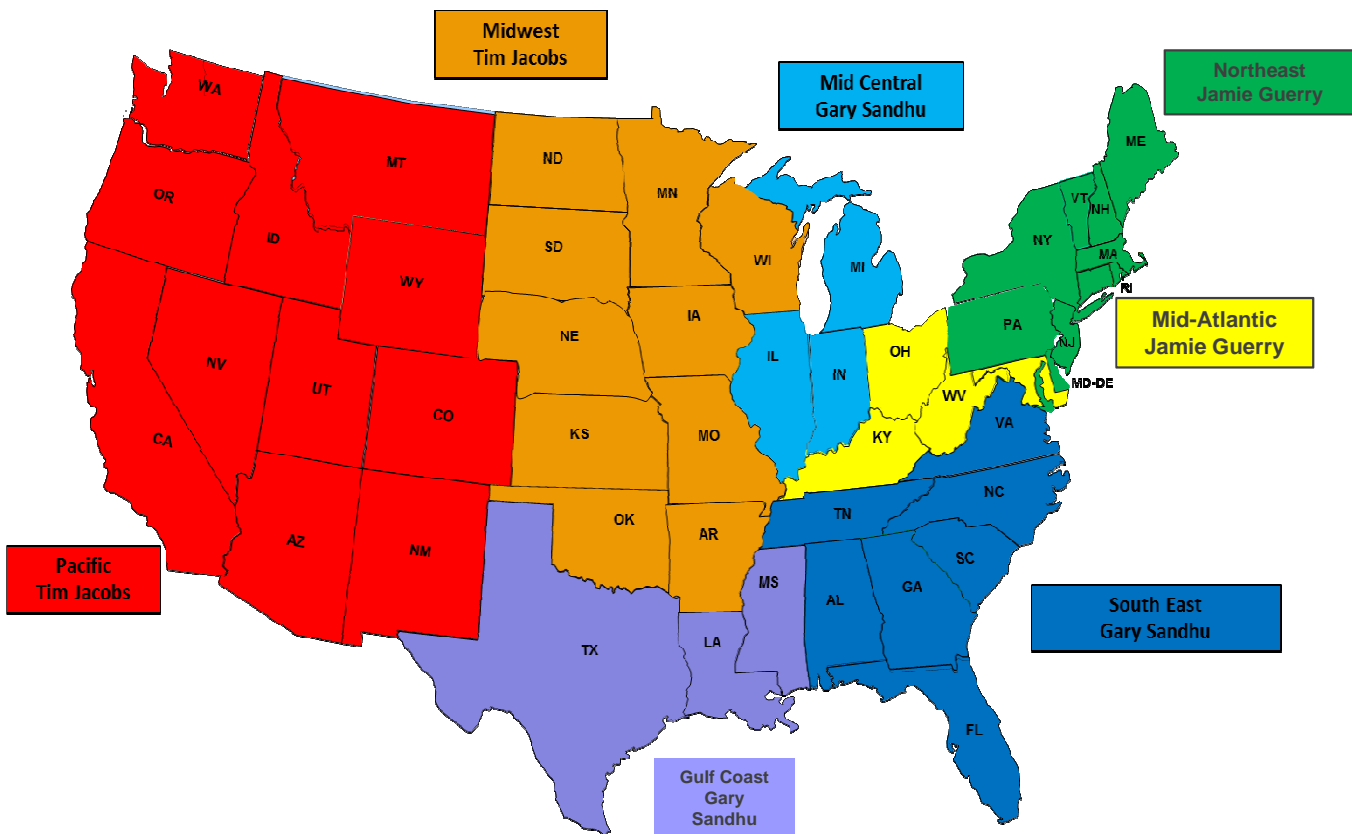 Midwest
Tim Jacobs
Mid Central
Gary Sandhu
Northeast
Jamie Guerry
WA
MT
ND
MN
ME
OR
ID
SD
WI
MI
VT
NH
NY
MA
RI
WY
IA
NE
PA
NJ
Mid-Atlantic
Jamie Guerry
NV
UT
CO
IL
IN
OH
WV
MD-DE
CA
KS
MO
KY
VA
AZ
NM
OK
AR
TN
NC
SC
Pacific
Tim Jacobs
MS
AL
GA
South East
Gary Sandhu
TX
LA
FL
Gulf Coast
Gary
Sandhu